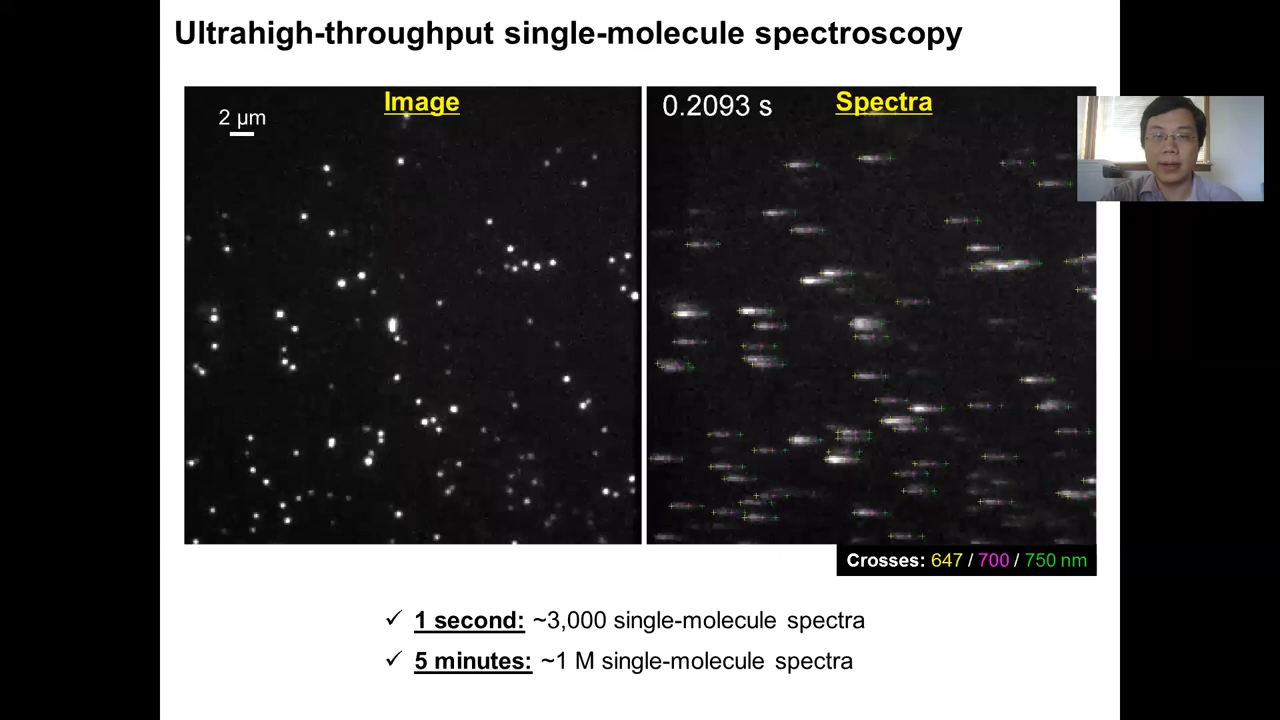 Ultrahigh-throughput single-molecule spectroscopy
Image
2 µm
0.2093 s
Spectra
Crosses: 647 / 700 / 750 nm
✓ 1 second: ~3,000 single-molecule spectra
✓ 5 minutes: ~1 M single-molecule spectra